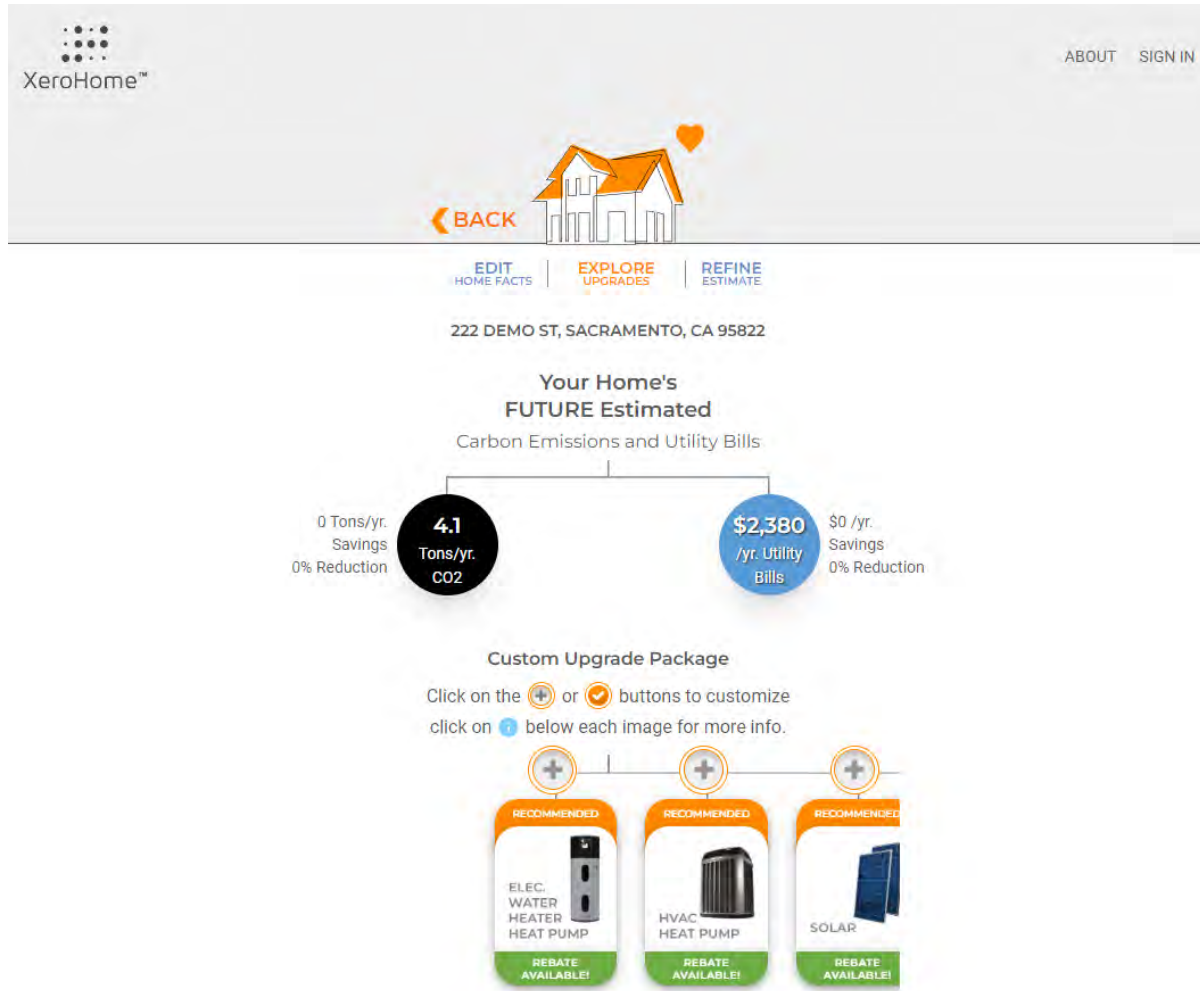 XeroHome™
ABOUT SIGN IN
BACK
EDIT
HOME FACTS
EXPLORE
UPGRADES
REFINE
ESTIMATE
222 DEMO ST, SACRAMENTO, CA 95822
Your Home's
FUTURE Estimated
Carbon Emissions and Utility Bills
0 Tons/yr.
Savings
0% Reduction
4.1
Tons/yr.
CO2
$2,380
/yr. Utility
Bills
$0 /yr.
Savings
0% Reduction
Custom Upgrade Package
Click on the or buttons to customize
click on below each image for more info.
RECOMMENDED
ELEC.
WATER
HEATER
HEAT PUMP
REBATE
AVAILABLE!
RECOMMENDED
HVAC
HEAT PUMP
REBATE
AVAILABLE!
RECOMMENDED
SOLAR
REBATE
AVAILABLE!